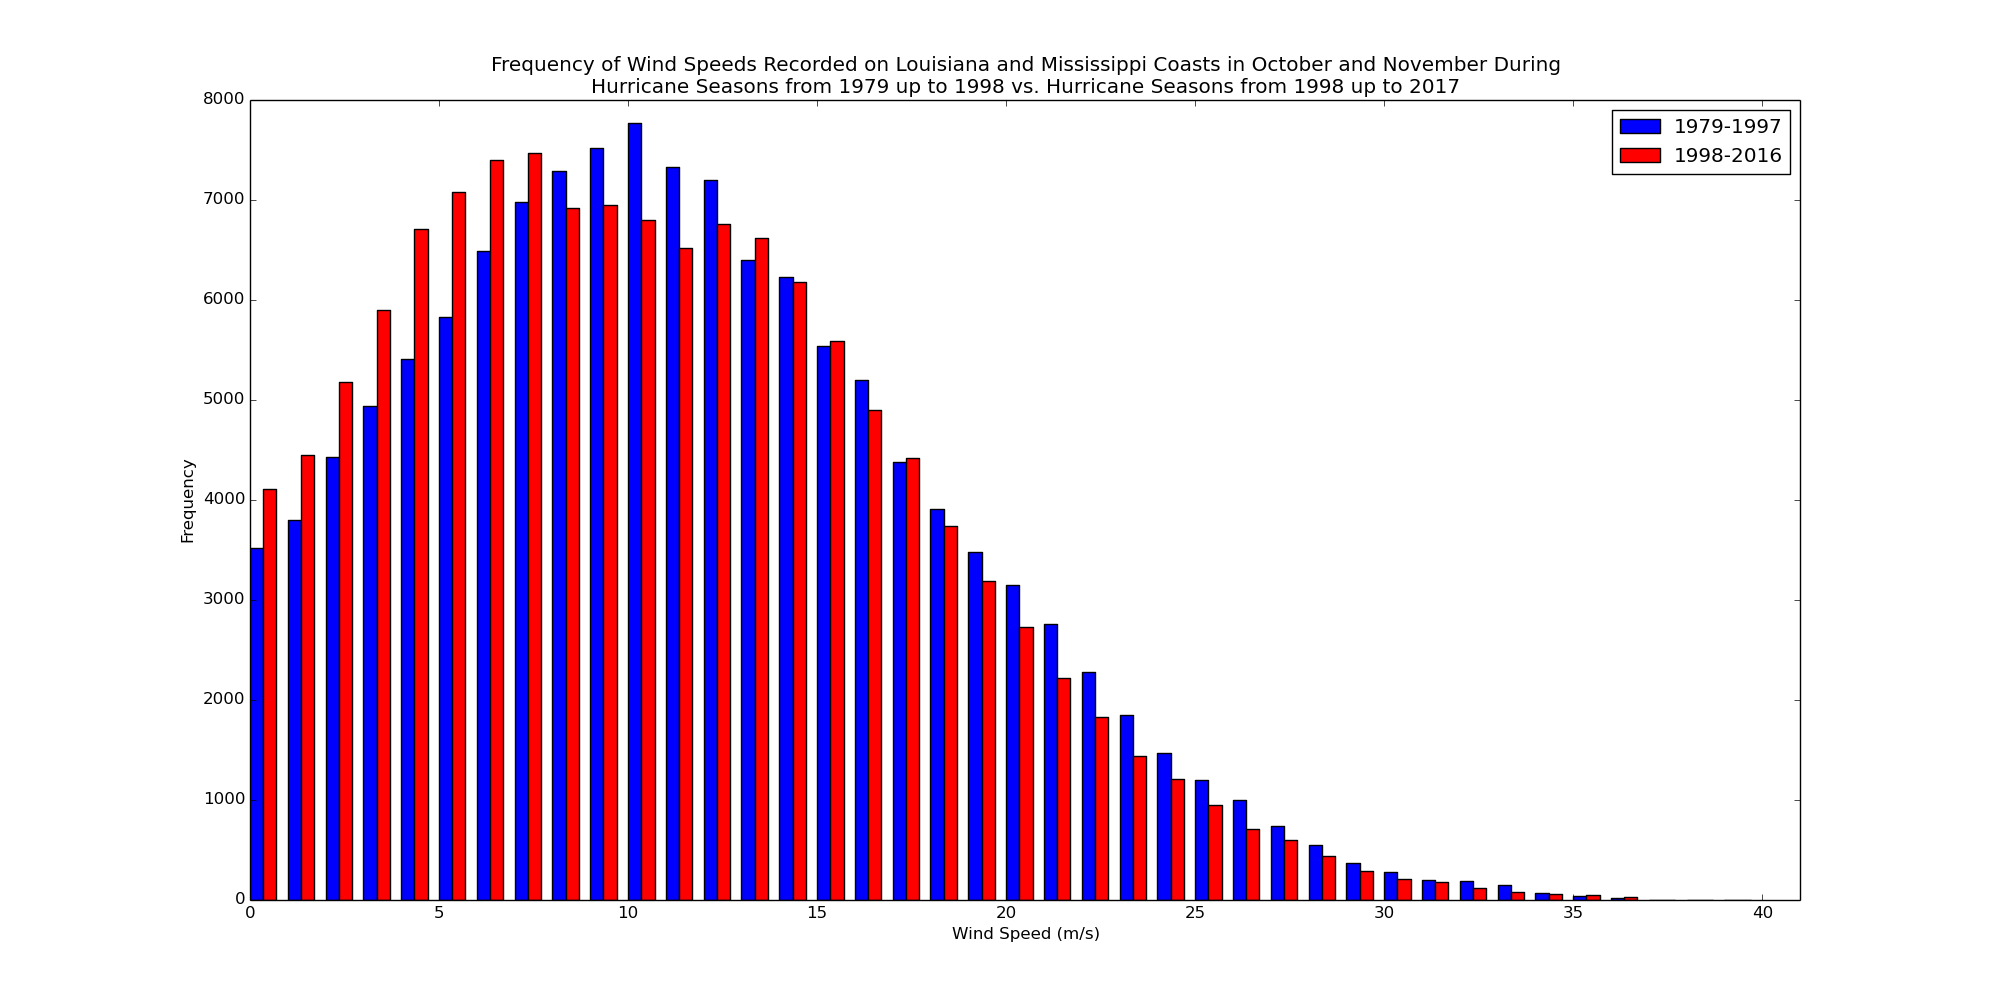 Frequency of Wind Speeds Recorded on Louisiana and Mississippi Coasts in October and November During
Hurricane Seasons from 1979 up to 1998 vs. Hurricane Seasons from 1998 up to 2017
8000
7000
6000
5000
4000
3000
2000
1000
0
Frequency
1979-1997
1998-2016
0 5 10 15 20 25 30 35 40
Wind Speed (m/s)